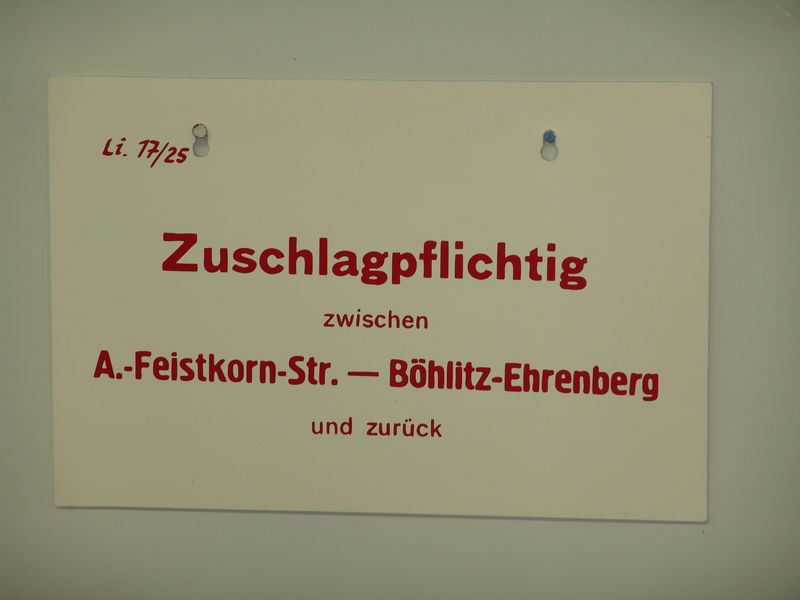 Li. 17/25
Zuschlagpflichtig
zwischen
A.-Feistkorn-Str. — Böhlitz-Ehrenberg
und zurück